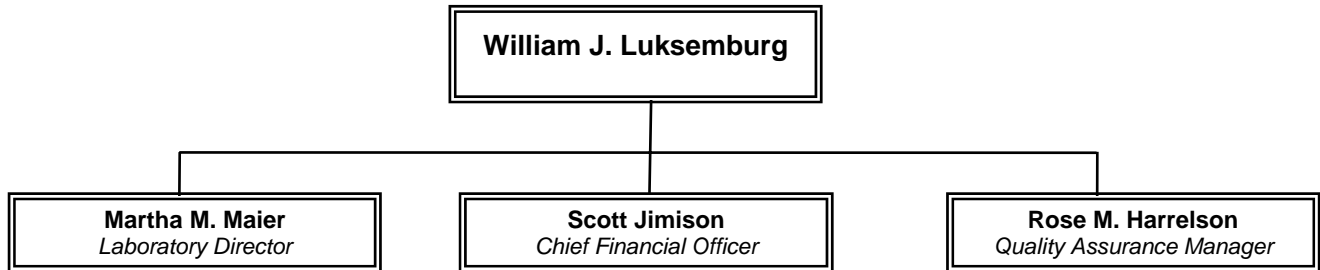 William J. Luksemburg
Martha M. Maier
Laboratory Director
Scott Jimison
Chief Financial Officer
Rose M. Harrelson
Quality Assurance Manager